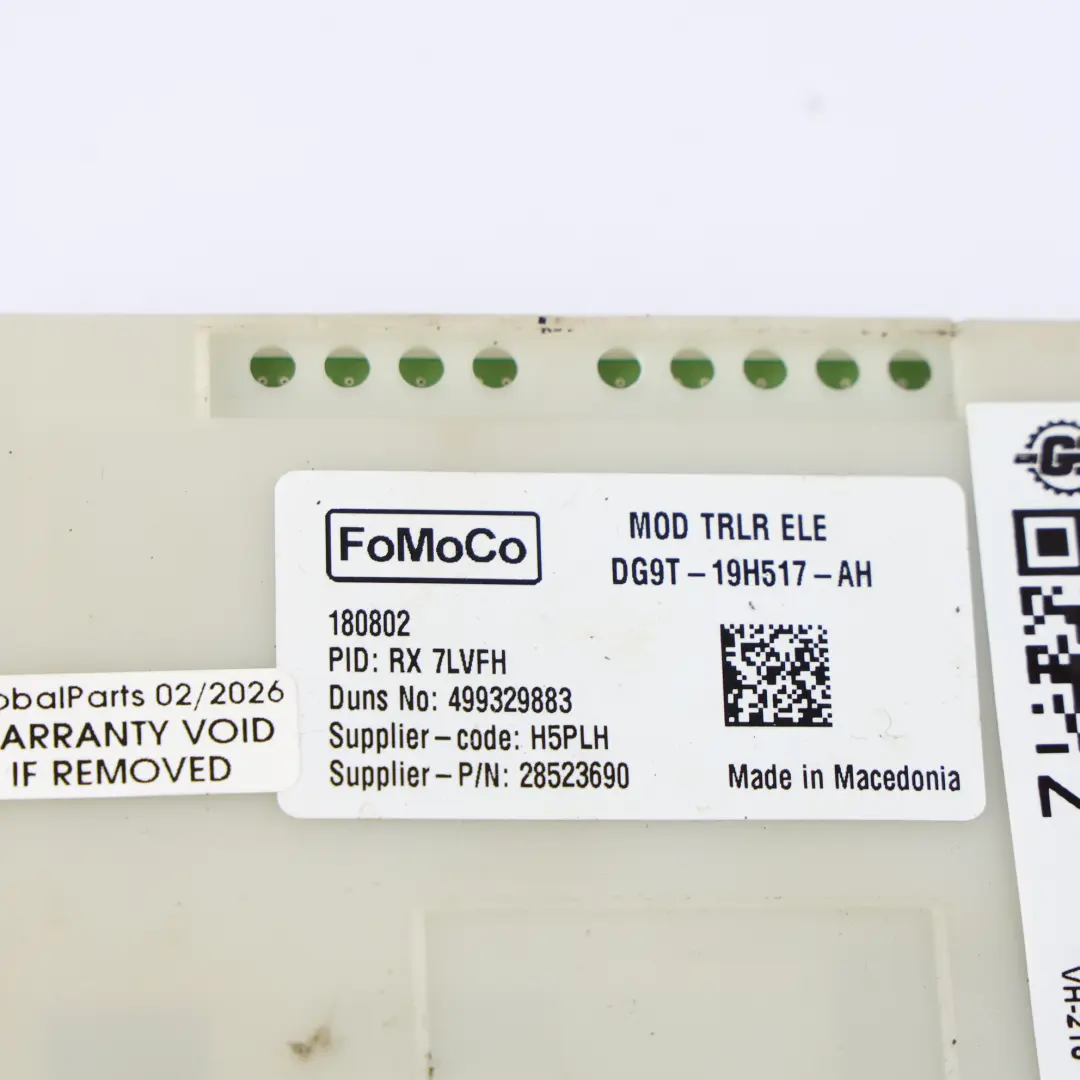 FoMoCo
MOD TRLR ELE
DG9T-19H517-AH
180802
PID: RX 7LVFH
Duns No: 499329883
Supplier-code: H5PLH
Supplier-P/N: 28523690
Made in Macedonia
obalParts 02/2026
ARRANTY VOID
IF REMOVED
Z